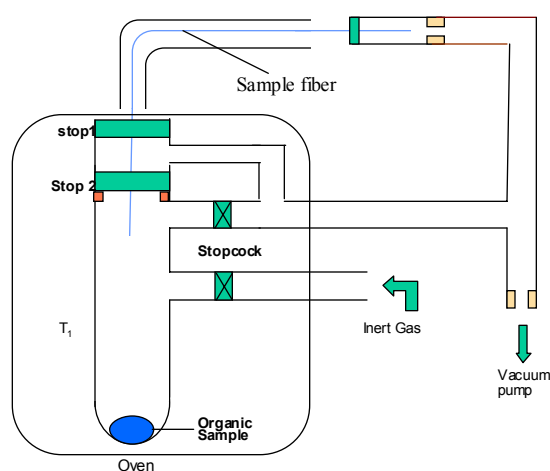 Sample fiber
stop1
Stop 2
Stopcock
T1
Inert Gas
Vacuum
pump
Organic
Sample
Oven